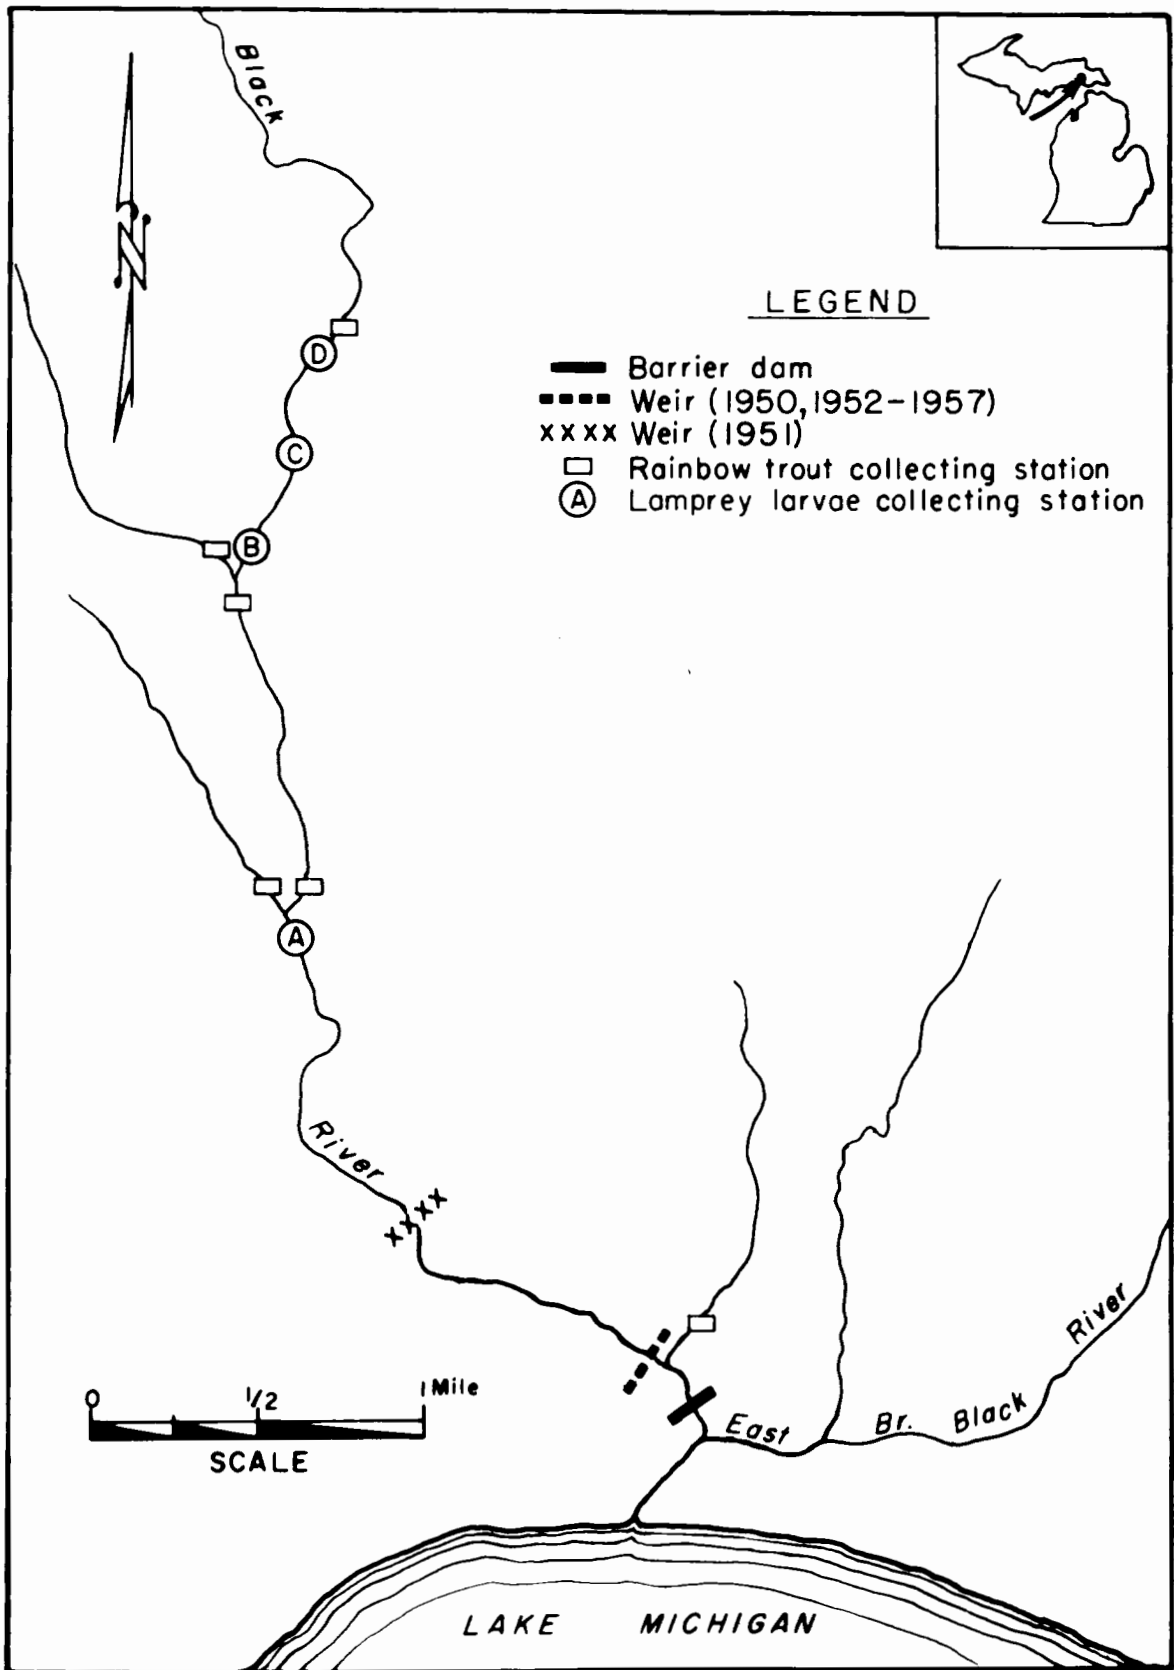 Black
N
LEGEND
Barrier dam
Weir (1950, 1952-1957)
xxxx Weir (1951)
Rainbow trout collecting station
A Lamprey larvae collecting station
D
C
B
A
River
xxxx
River
East Br. Black
0 1/2 1 Mile
SCALE
LAKE MICHIGAN